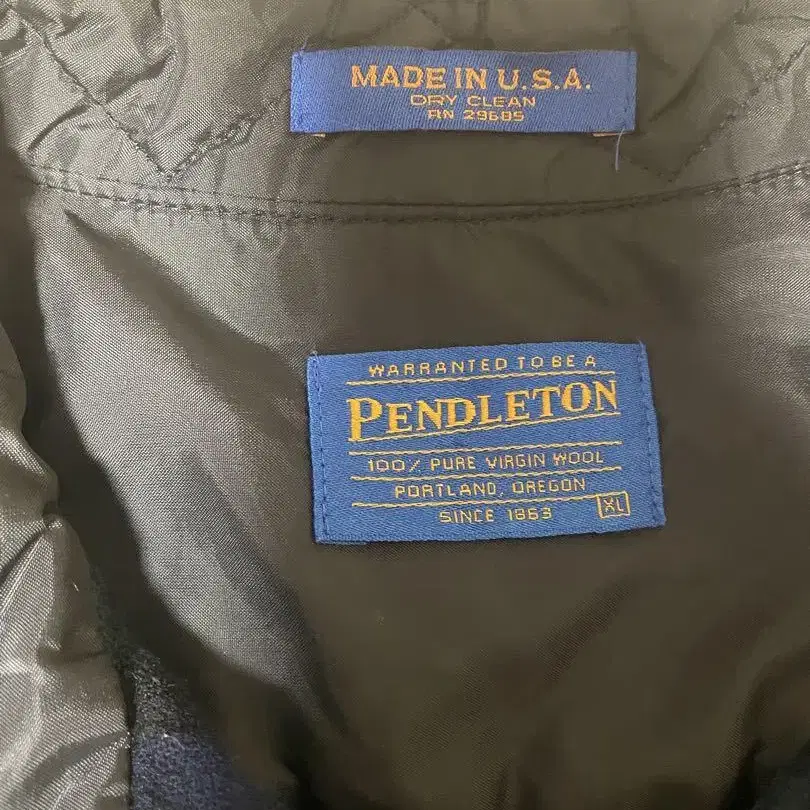 MADE IN U.S.A.
DRY CLEAN
RN 29685
WARRANTED TO BE A
PENDLETON
100% PURE VIRGIN WOOL
PORTLAND, OREGON
SINCE 1863
XL